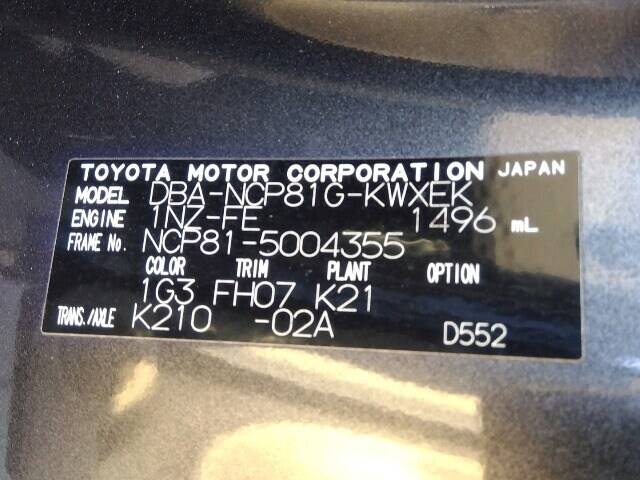 TOYOTA MOTOR CORPORATION JAPAN
MODEL DBA-NCP81G-KWXEK
ENGINE 1NZ-FE 1496 mL
FRAME No. NCP81-5004355
COLOR TRIM PLANT OPTION
1G3 FH07 K21
TRANS./AXLE K210 -02A D552